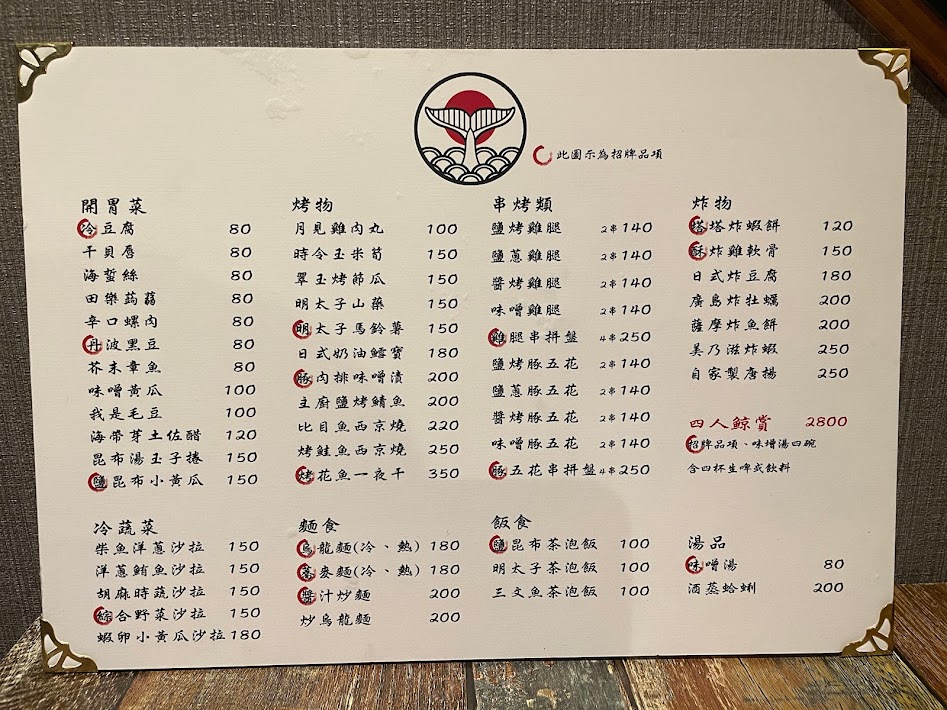 此圖示為招牌品項
開胃菜
冷豆腐 80
干貝唇 80
海蜇絲 80
田樂蒟蒻 80
辛口螺肉 80
丹波黑豆 80
芥末章魚 80
味噌黃瓜 100
我是毛豆 100
海帶芽土佐醋 120
昆布湯玉子捲 150
鹽昆布小黃瓜 150
烤物
月見雞肉丸 100
時令玉米筍 150
翠玉烤節瓜 150
明太子山藥 150
明太子馬鈴薯 150
日式奶油鱈寶 180
豚肉排味噌漬 200
主廚鹽烤鯖魚 200
比目魚西京燒 220
烤鮭魚西京燒 250
烤花魚一夜干 350
串烤類
鹽烤雞腿 2串140
鹽蔥雞腿 2串140
醬烤雞腿 2串140
味噌雞腿 2串140
雞腿串拼盤 4串250
鹽烤豚五花 2串140
鹽蔥豚五花 2串140
醬烤豚五花 2串140
味噌豚五花 2串140
豚五花串拼盤4串250
炸物
塔塔炸蝦餅 120
酥炸雞軟骨 150
日式炸豆腐 180
廣島炸牡蠣 200
薩摩炸魚餅 200
美乃滋炸蝦 250
自家製唐揚 250
四人鯨賞 2800
招牌品項、味增湯四碗
含四杯生啤或飲料
冷蔬菜
柴魚洋蔥沙拉 150
洋蔥鮪魚沙拉 150
胡麻時蔬沙拉 150
綜合野菜沙拉 150
蝦卵小黃瓜沙拉180
麵食
烏龍麵(冷、熱) 180
蕎麥麵(冷、熱) 180
醬汁炒麵 200
炒烏龍麵 200
飯食
鹽昆布茶泡飯 100
明太子茶泡飯 100
三文魚茶泡飯 100
湯品
味噌湯 80
酒蒸蛤蜊 200